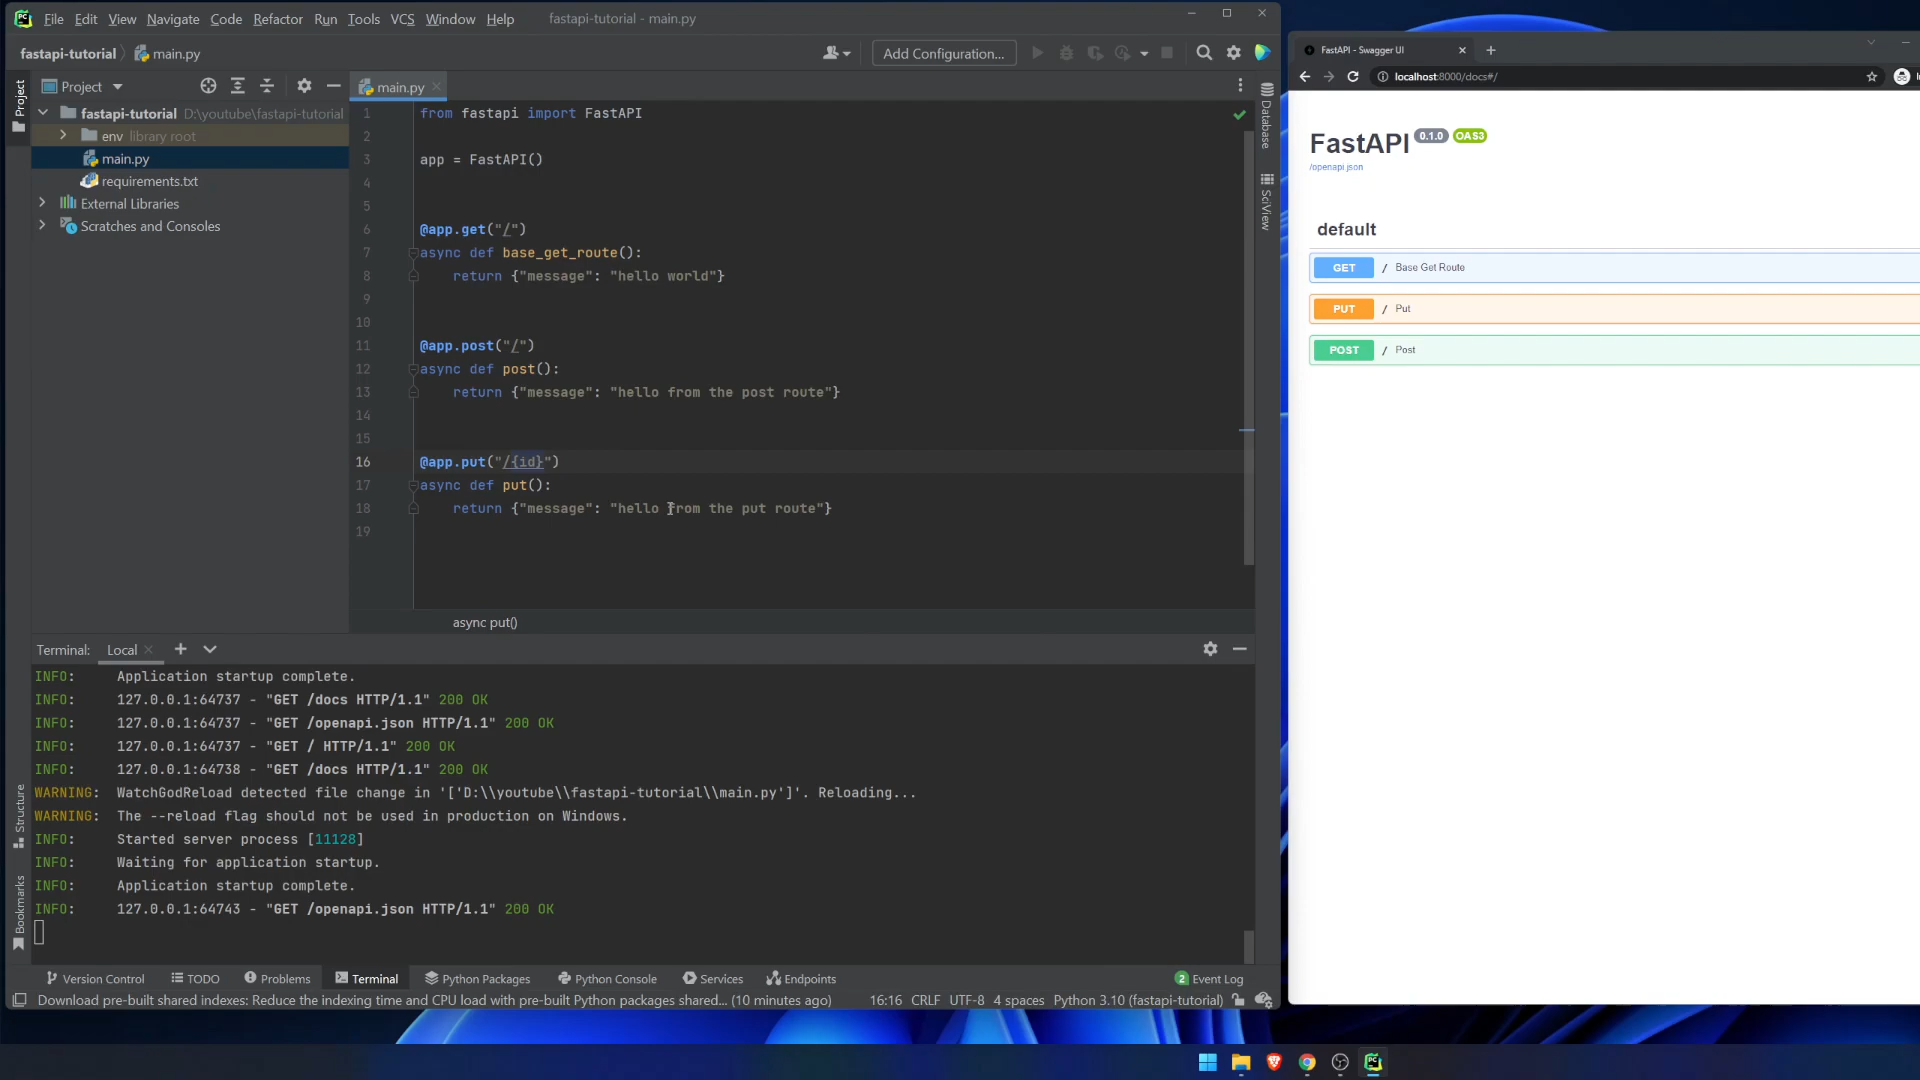 File Edit View Navigate Code Refactor Run Tools VCS Window Help fastapi-tutorial - main.py
fastapi-tutorial main.py Add Configuration...
Project main.py
Project
fastapi-tutorial D:\youtube\fastapi-tutorial
env library root
main.py
requirements.txt
External Libraries
Scratches and Consoles
1 from fastapi import FastAPI
2
3 app = FastAPI()
4
5
6 @app.get("/")
7 async def base_get_route():
8 return {"message": "hello world"}
9
10
11 @app.post("/")
12 async def post():
13 return {"message": "hello from the post route"}
14
15
16 @app.put("/{id}")
17 async def put():
18 return {"message": "hello from the put route"}
19
async put()
Database
SciView
Structure
Bookmarks
Terminal: Local
INFO: Application startup complete.
INFO: 127.0.0.1:64737 - "GET /docs HTTP/1.1" 200 OK
INFO: 127.0.0.1:64737 - "GET /openapi.json HTTP/1.1" 200 OK
INFO: 127.0.0.1:64737 - "GET / HTTP/1.1" 200 OK
INFO: 127.0.0.1:64738 - "GET /docs HTTP/1.1" 200 OK
WARNING: WatchGodReload detected file change in '['D:\\youtube\\fastapi-tutorial\\main.py']'. Reloading...
WARNING: The --reload flag should not be used in production on Windows.
INFO: Started server process [11128]
INFO: Waiting for application startup.
INFO: Application startup complete.
INFO: 127.0.0.1:64743 - "GET /openapi.json HTTP/1.1" 200 OK
Version Control TODO Problems Terminal Python Packages Python Console Services Endpoints 2 Event Log
Download pre-built shared indexes: Reduce the indexing time and CPU load with pre-built Python packages shared... (10 minutes ago) 16:16 CRLF UTF-8 4 spaces Python 3.10 (fastapi-tutorial)
FastAPI - Swagger UI
localhost:8000/docs#/
FastAPI 0.1.0 OAS3
/openapi.json
default
GET / Base Get Route
PUT / Put
POST / Post